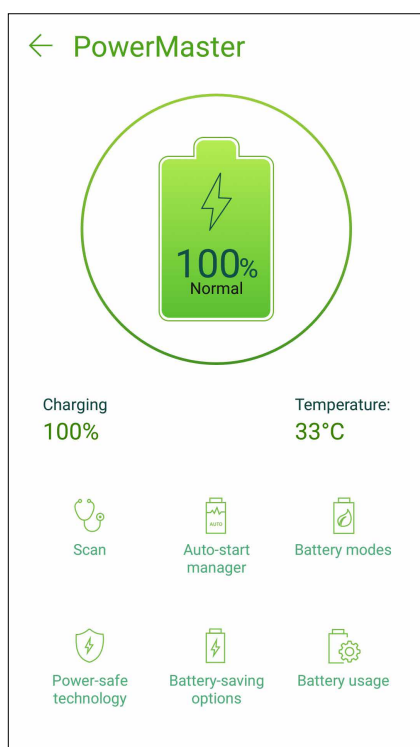 PowerMaster
100%
Normal
Charging
Temperature:
100%
33°C
AUTO
Scan
Auto-start
manager
Battery modes
Power-safe
technology
Battery-saving
options
Battery usage